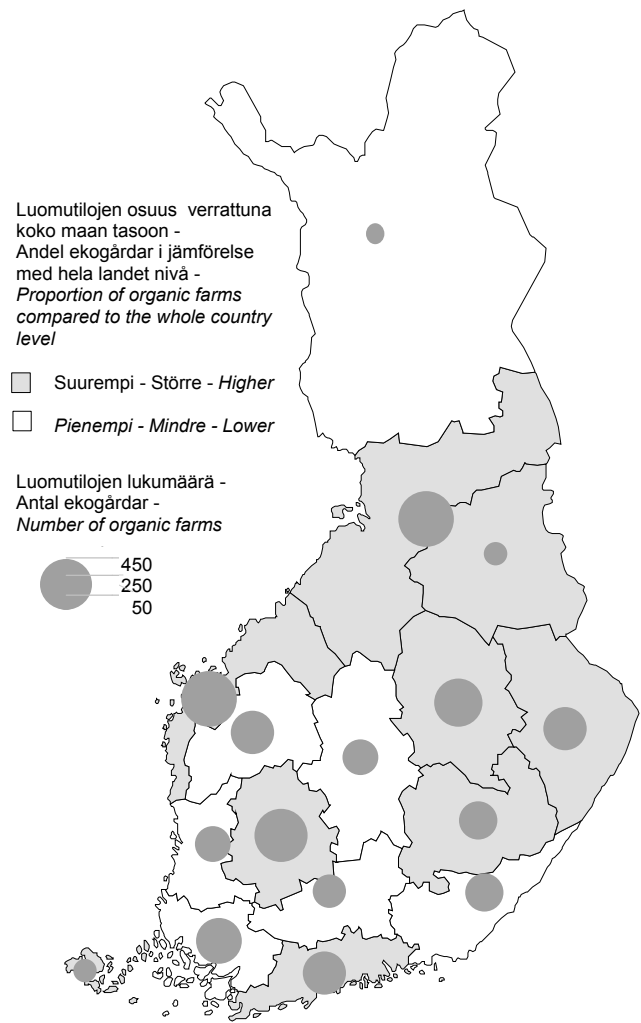 Luomutilojen osuus verrattuna
koko maan tasoon -
Andel ekogårdar i jämförelse
med hela landet nivå -
Proportion of organic farms
compared to the whole country
level
Suurempi - Större - Higher
Pienempi - Mindre - Lower
Luomutilojen lukumäärä -
Antal ekogårdar -
Number of organic farms
450
250
50